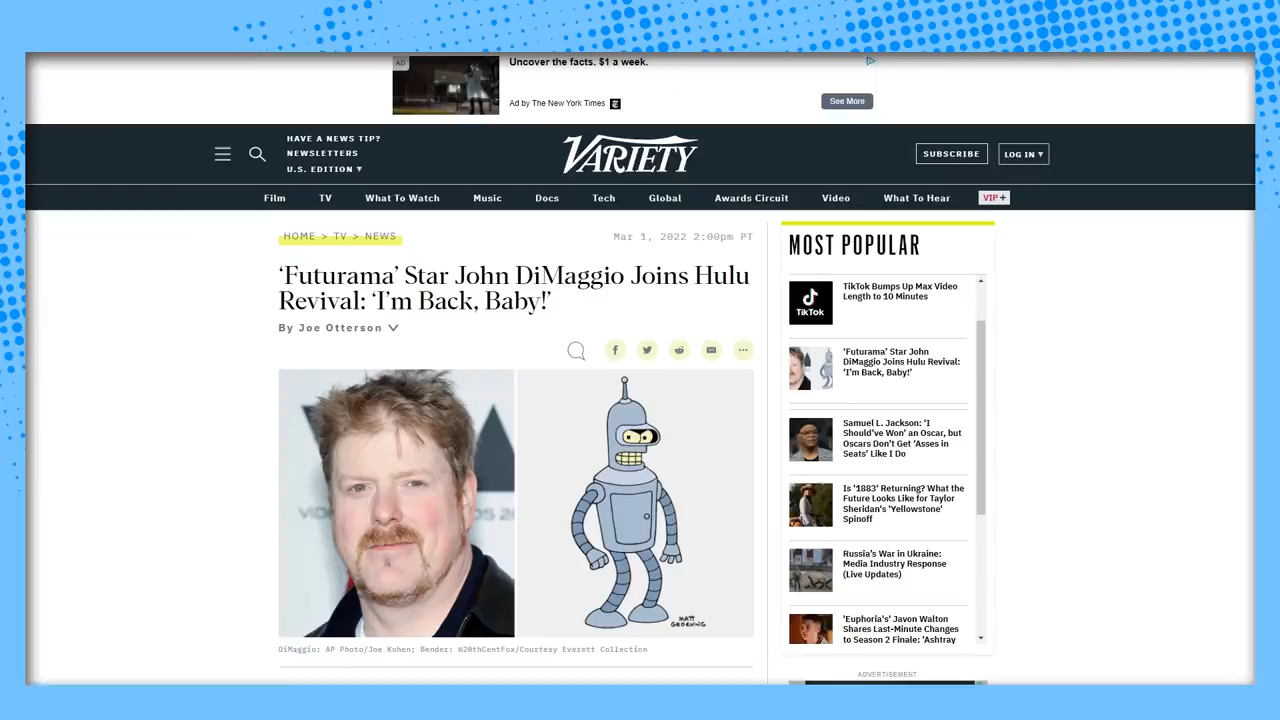 AD
Uncover the facts. $1 a week.
Ad by The New York Times
See More
HAVE A NEWS TIP?
NEWSLETTERS
U.S. EDITION ▾
VARIETY
SUBSCRIBE
LOG IN ▾
Film TV What To Watch Music Docs Tech Global Awards Circuit Video What To Hear VIP+
HOME > TV > NEWS
Mar 1, 2022 2:00pm PT
‘Futurama’ Star John DiMaggio Joins Hulu
Revival: ‘I’m Back, Baby!’
By Joe Otterson
MATT
GROENING
DiMaggio: AP Photo/Joe Kohen; Bender: ©20thCentFox/Courtesy Everett Collection
MOST POPULAR
TikTok
TikTok Bumps Up Max Video
Length to 10 Minutes
‘Futurama’ Star John
DiMaggio Joins Hulu Revival:
‘I’m Back, Baby!’
Samuel L. Jackson: ‘I
Should’ve Won’ an Oscar, but
Oscars Don’t Get ‘Asses in
Seats’ Like I Do
Is '1883' Returning? What the
Future Looks Like for Taylor
Sheridan's 'Yellowstone'
Spinoff
Russia’s War in Ukraine:
Media Industry Response
(Live Updates)
'Euphoria's' Javon Walton
Shares Last-Minute Changes
to Season 2 Finale: 'Ashtray
ADVERTISEMENT